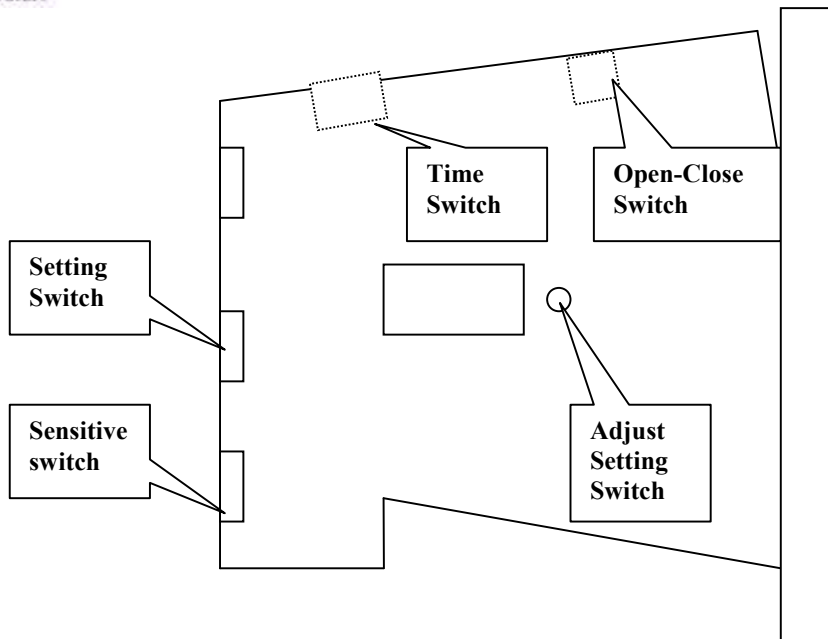 Time
Switch
Open-Close
Switch
Setting
Switch
Sensitive
switch
Adjust
Setting
Switch